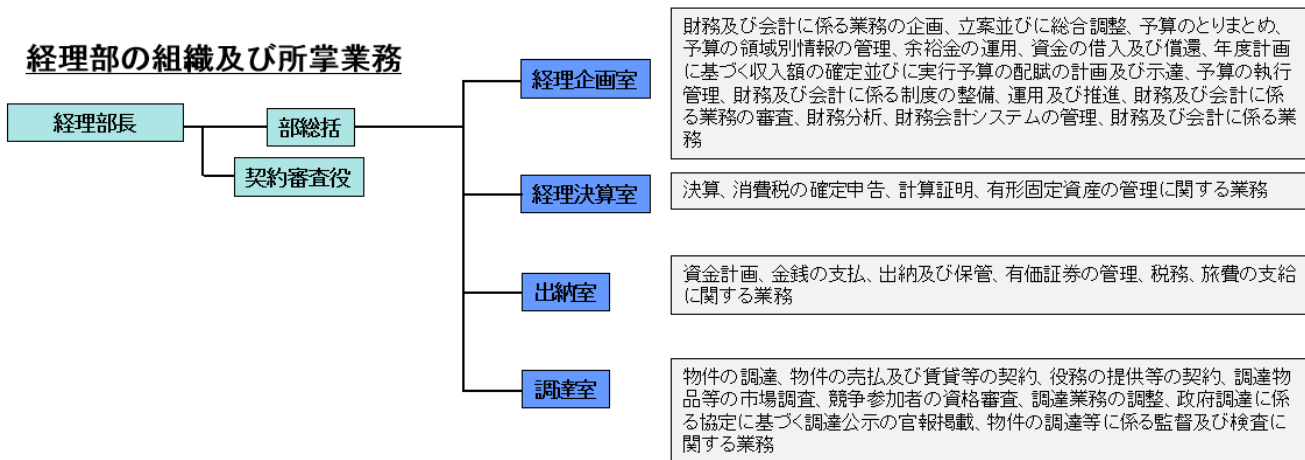 経理部の組織及び所掌業務
経理部長
部総括
契約審査役
経理企画室
財務及び会計に係る業務の企画、立案並びに総合調整、予算のとりまとめ、
予算の領域別情報の管理、余裕金の運用、資金の借入及び償還、年度計画
に基づく収入額の確定並びに実行予算の配賦の計画及び示達、予算の執行
管理、財務及び会計に係る制度の整備、運用及び推進、財務及び会計に係
る業務の審査、財務分析、財務会計システムの管理、財務及び会計に係る業
務
経理決算室
決算、消費税の確定申告、計算証明、有形固定資産の管理に関する業務
出納室
資金計画、金銭の支払、出納及び保管、有価証券の管理、税務、旅費の支給
に関する業務
調達室
物件の調達、物件の売払及び賃貸等の契約、役務の提供等の契約、調達物
品等の市場調査、競争参加者の資格審査、調達業務の調整、政府調達に係
る協定に基づく調達公示の官報掲載、物件の調達等に係る監督及び検査に
関する業務